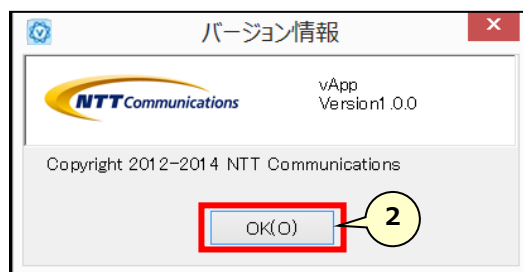 バージョン情報
x
NTT Communications
vApp
Version1.0.0
Copyright 2012-2014 NTT Communications
OK(O)
2